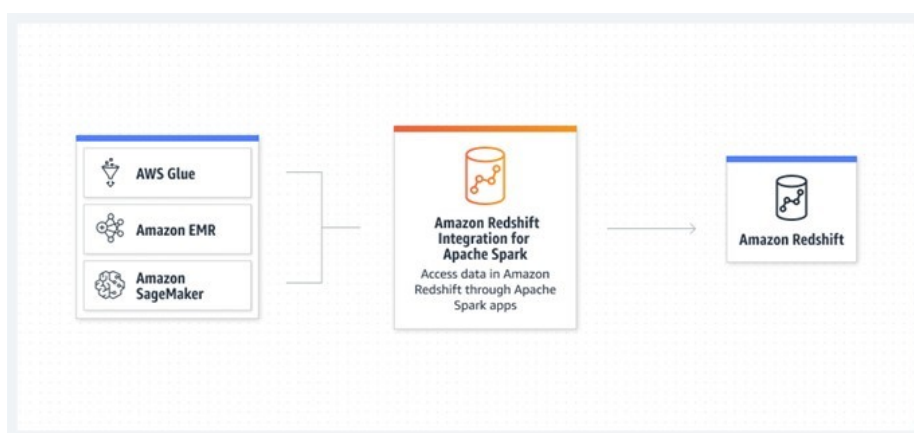 AWS Glue
Amazon EMR
Amazon
SageMaker
Amazon Redshift
Integration for
Apache Spark
Access data in Amazon
Redshift through Apache
Spark apps
Amazon Redshift